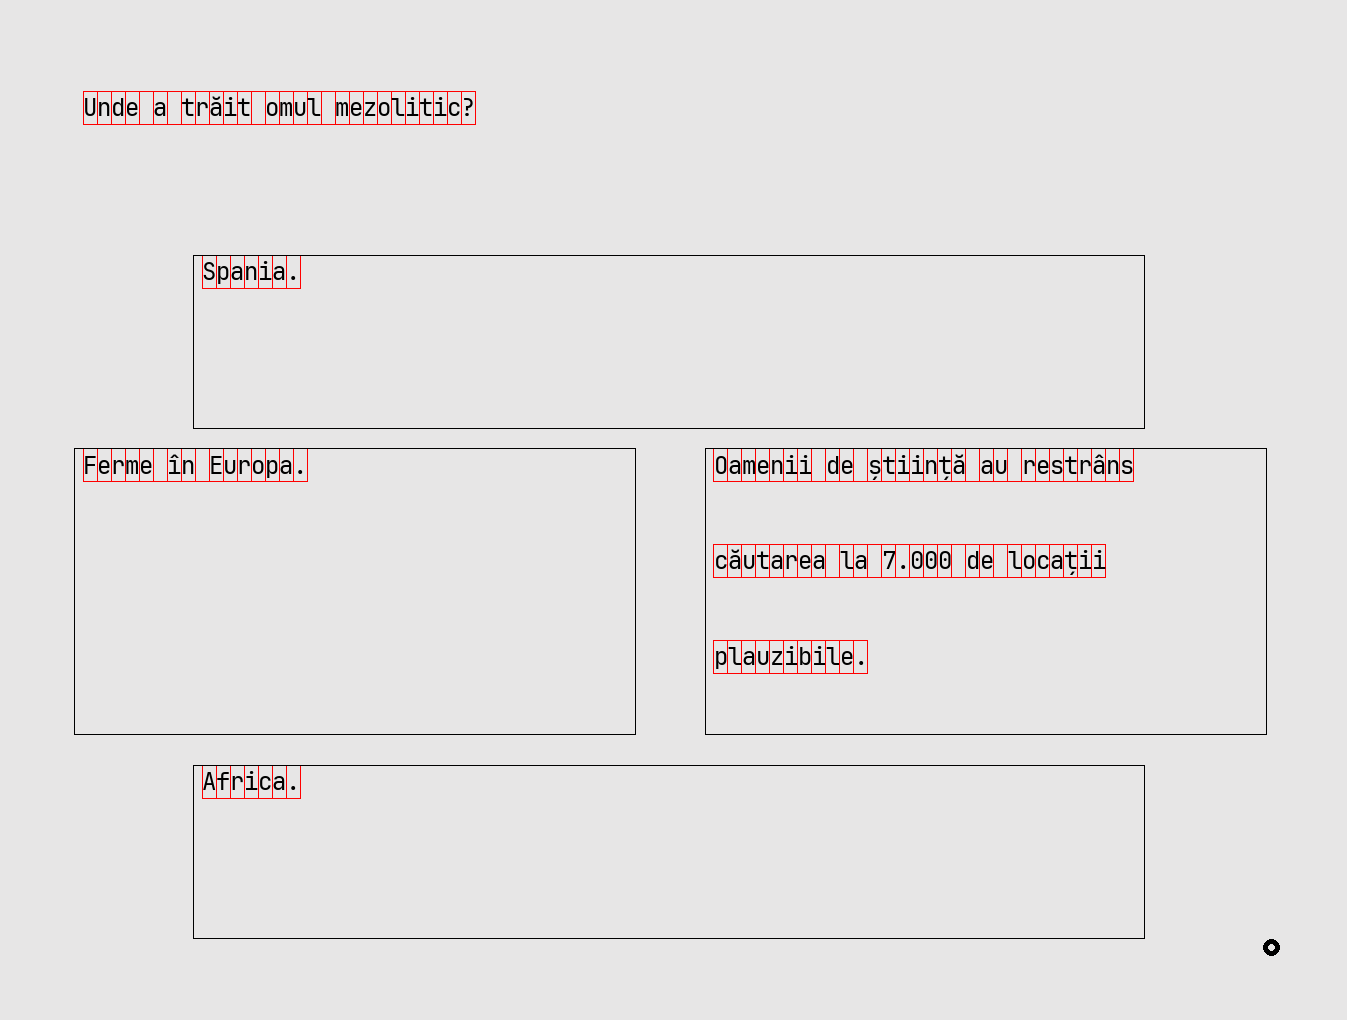 Unde a trăit omul mezolitic?
Spania.
Ferme în Europa.
Oamenii de știință au restrâns
căutarea la 7.000 de locații
plauzibile.
Africa.